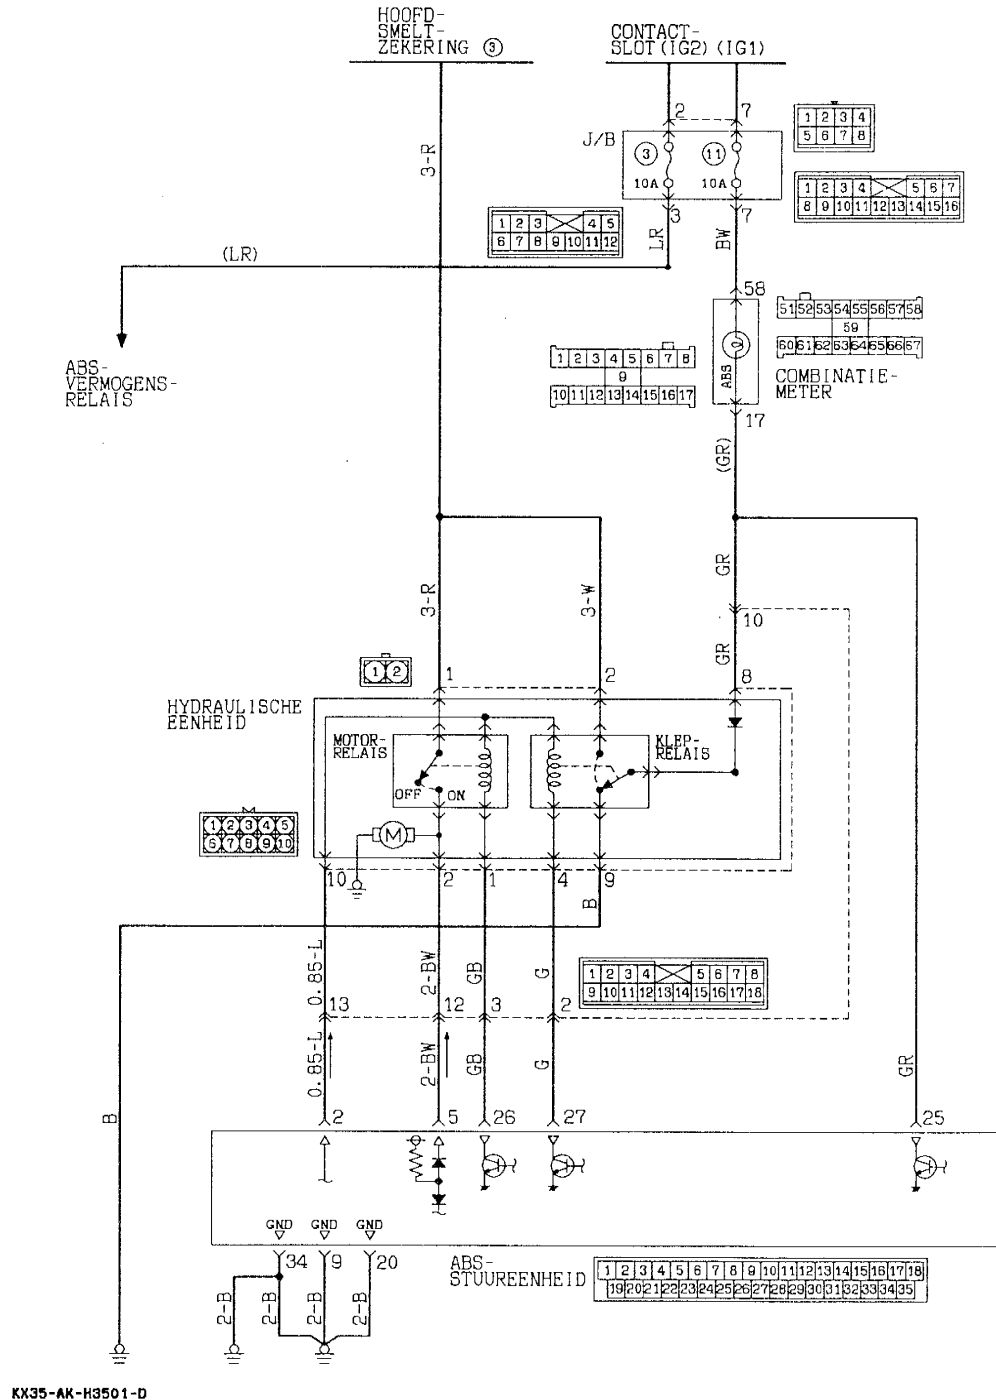 HOOFD-
SMELT-
ZEKERING ③
CONTACT-
SLOT(IG2) (IG1)
2 7
1 2 3 4
5 6 7 8
J/B
3 11
10A 10A
3 7
1 2 3 4 5 6 7
8 9 10 11 12 13 14 15 16
3-R
1 2 3 4 5
6 7 8 9 10 11 12
LR
BW
(LR)
58
51 52 53 54 55 56 57 58
59
60 61 62 63 64 65 66 67
ABS
COMBINATIE-
METER
1 2 3 4 5 6 7 8
9
10 11 12 13 14 15 16 17
17
ABS-
VERMOGENS-
RELAIS
(GR)
GR
3-R
3-W
10
GR
1 2
1 2 8
HYDRAULISCHE
EENHEID
MOTOR-
RELAIS
KLEP-
RELAIS
OFF ON
1 2 3 4 5
6 7 8 9 10
M
10 2 1 4 9
B
0.85-L
2-BW
GB
G
1 2 3 4 5 6 7 8
9 10 11 12 13 14 15 16 17 18
13 12 3 2
0.85-L
2-BW
GB
G
GR
B
2 5 26 27 25
GND GND GND
34 9 20
ABS-
STUUREENHEID
1 2 3 4 5 6 7 8 9 10 11 12 13 14 15 16 17 18
19 20 21 22 23 24 25 26 27 28 29 30 31 32 33 34 35
2-B
2-B
2-B
2-B
KX35-AK-H3501-D